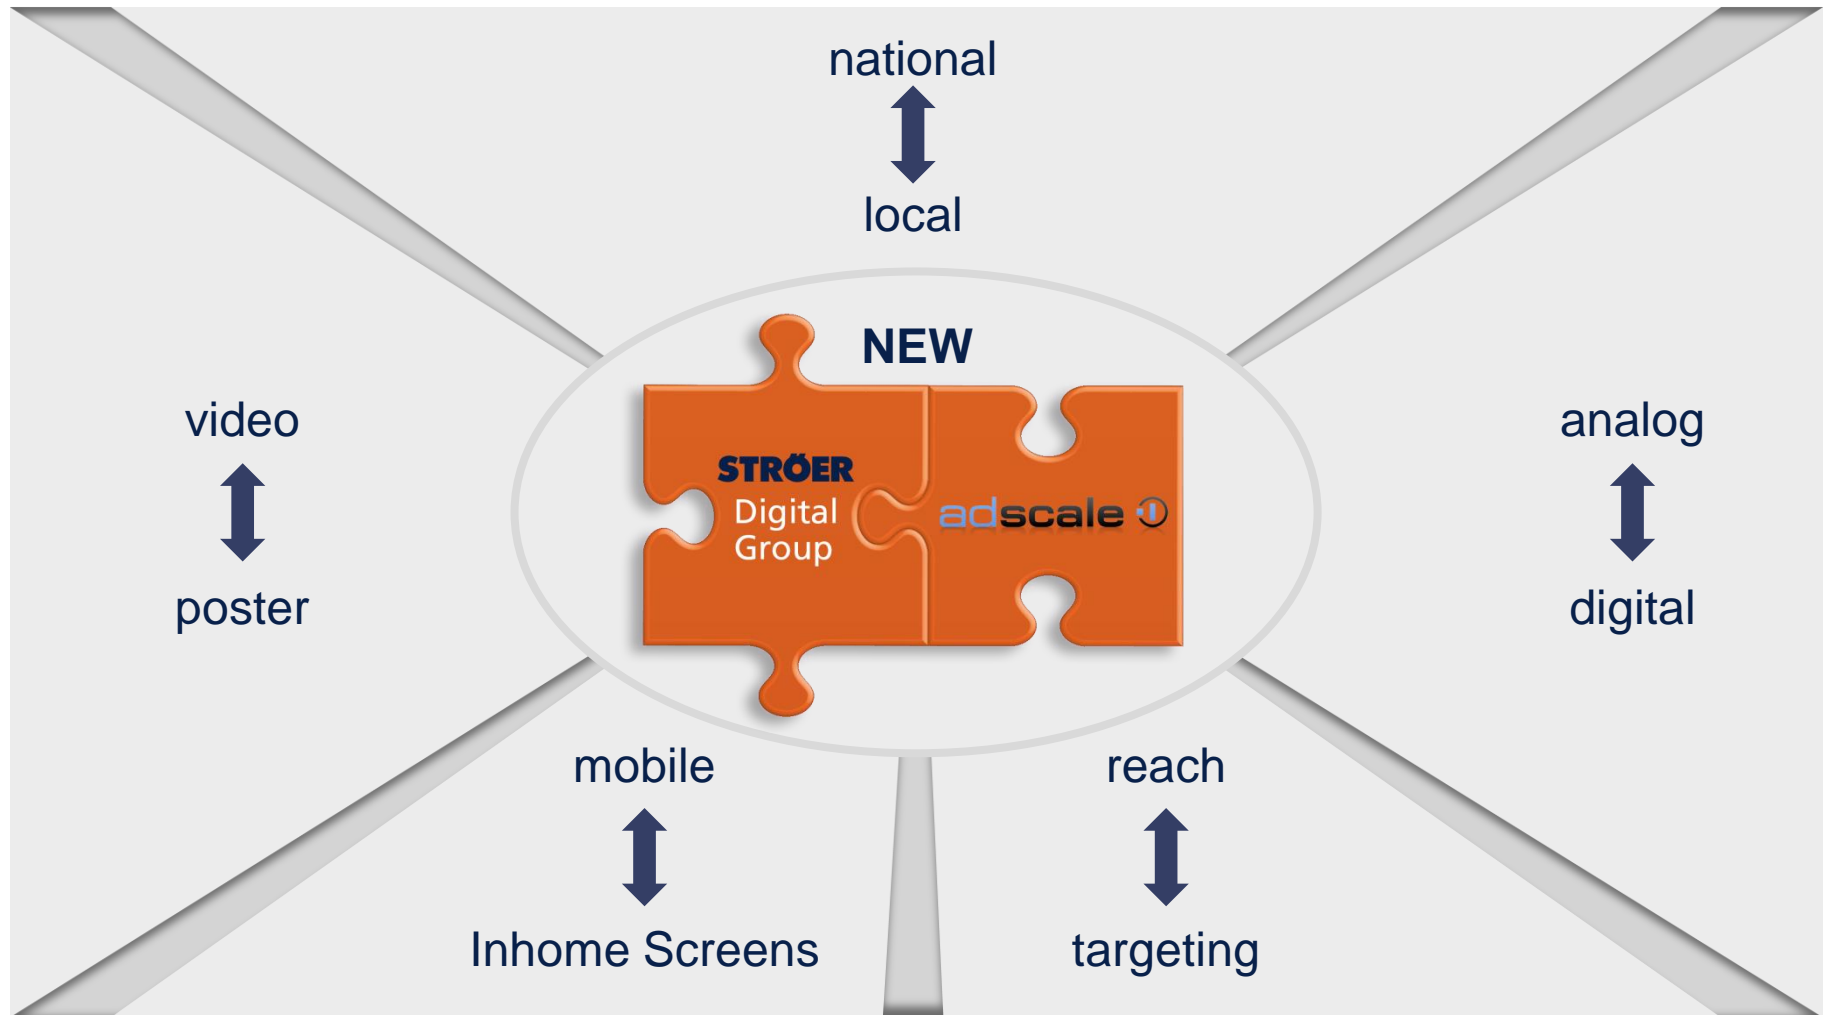 national
local
NEW
STRÖER
Digital
Group
adscale
video
poster
analog
digital
mobile
Inhome Screens
reach
targeting